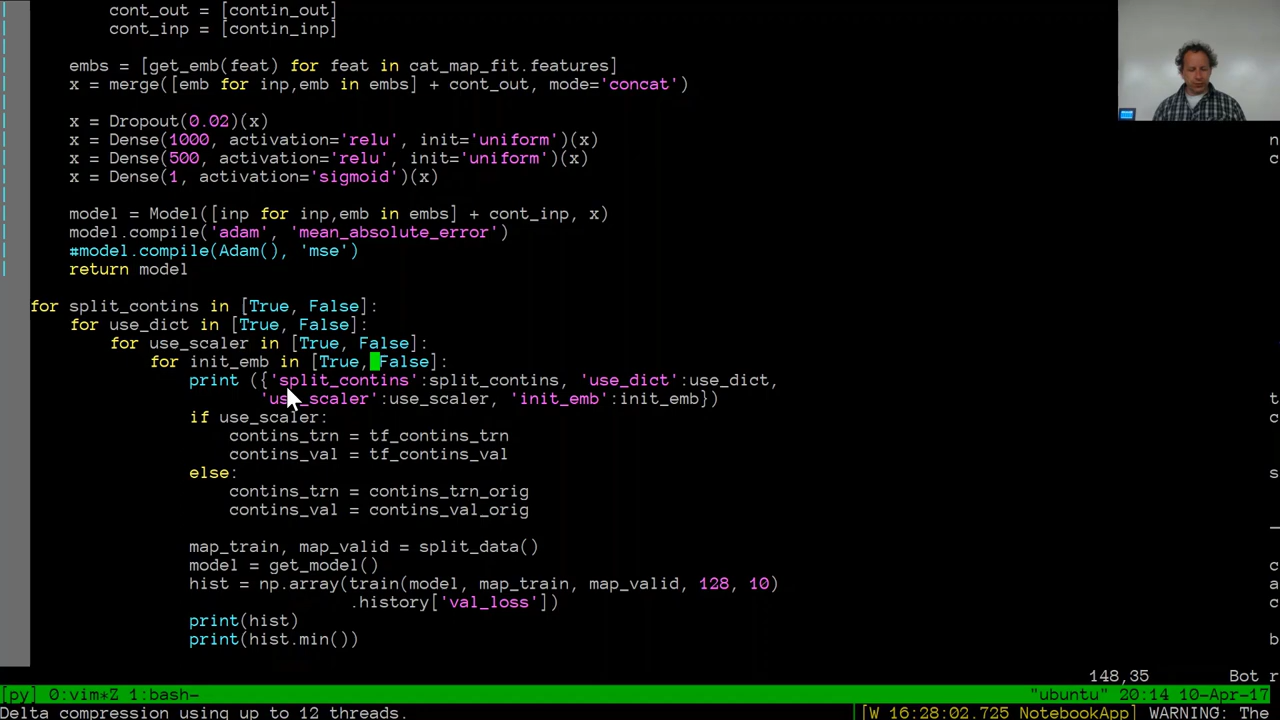 cont_out = [contin_out]
cont_inp = [contin_inp]
embs = [get_emb(feat) for feat in cat_map_fit.features]
x = merge([emb for inp,emb in embs] + cont_out, mode='concat')
x = Dropout(0.02)(x)
x = Dense(1000, activation='relu', init='uniform')(x)
x = Dense(500, activation='relu', init='uniform')(x)
x = Dense(1, activation='sigmoid')(x)
model = Model([inp for inp,emb in embs] + cont_inp, x)
model.compile('adam', 'mean_absolute_error')
#model.compile(Adam(), 'mse')
return model
for split_contins in [True, False]:
for use_dict in [True, False]:
for use_scaler in [True, False]:
for init_emb in [True, False]:
print ({'split_contins':split_contins, 'use_dict':use_dict,
'use_scaler':use_scaler, 'init_emb':init_emb})
if use_scaler:
contins_trn = tf_contins_trn
contins_val = tf_contins_val
else:
contins_trn = contins_trn_orig
contins_val = contins_val_orig
map_train, map_valid = split_data()
model = get_model()
hist = np.array(train(model, map_train, map_valid, 128, 10)
.history['val_loss'])
print(hist)
print(hist.min())
148,35 Bot r
[py] 0:vim*Z 1:bash- "ubuntu" 20:14 10-Apr-17
Delta compression using up to 12 threads. [W 16:28:02.725 NotebookApp] WARNING: The